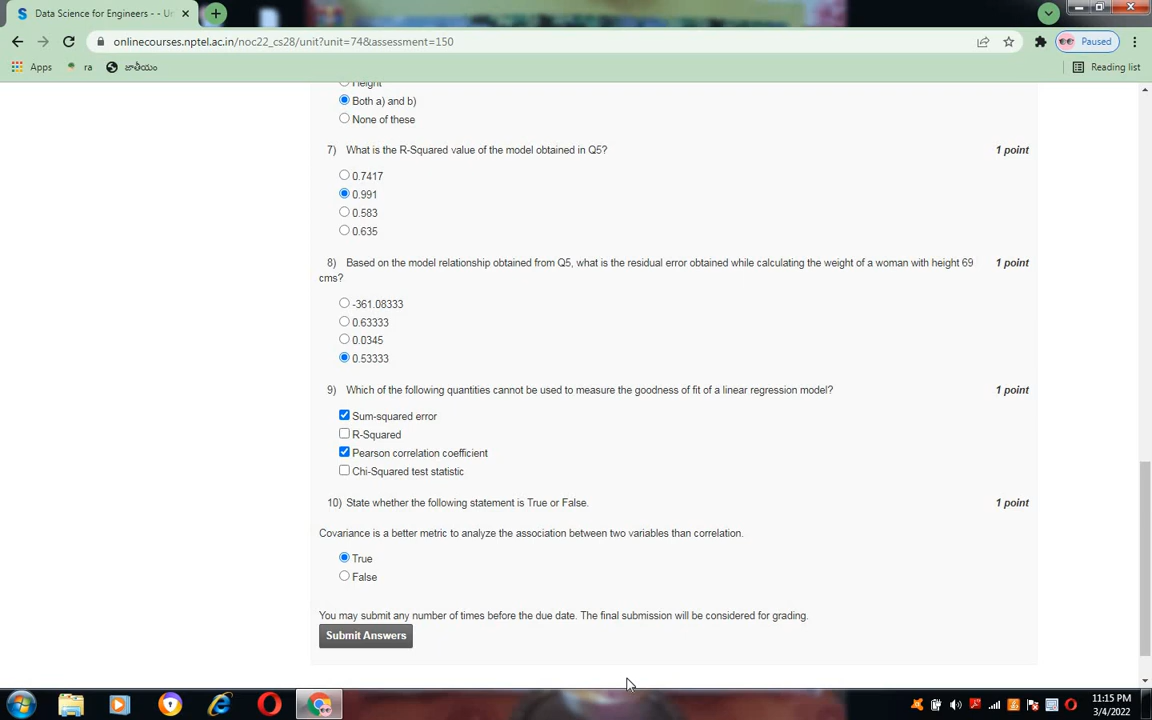 Data Science for Engineers - - U
onlinecourses.nptel.ac.in/noc22_cs28/unit?unit=74&assessment=150
Paused
Apps
ra
జాతీయం
Reading list
Height
Both a) and b)
None of these
7) What is the R-Squared value of the model obtained in Q5?
1 point
0.7417
0.991
0.583
0.635
8) Based on the model relationship obtained from Q5, what is the residual error obtained while calculating the weight of a woman with height 69
1 point
cms?
-361.08333
0.63333
0.0345
0.53333
9) Which of the following quantities cannot be used to measure the goodness of fit of a linear regression model?
1 point
Sum-squared error
R-Squared
Pearson correlation coefficient
Chi-Squared test statistic
10) State whether the following statement is True or False.
1 point
Covariance is a better metric to analyze the association between two variables than correlation.
True
False
You may submit any number of times before the due date. The final submission will be considered for grading.
Submit Answers
11:15 PM
3/4/2022